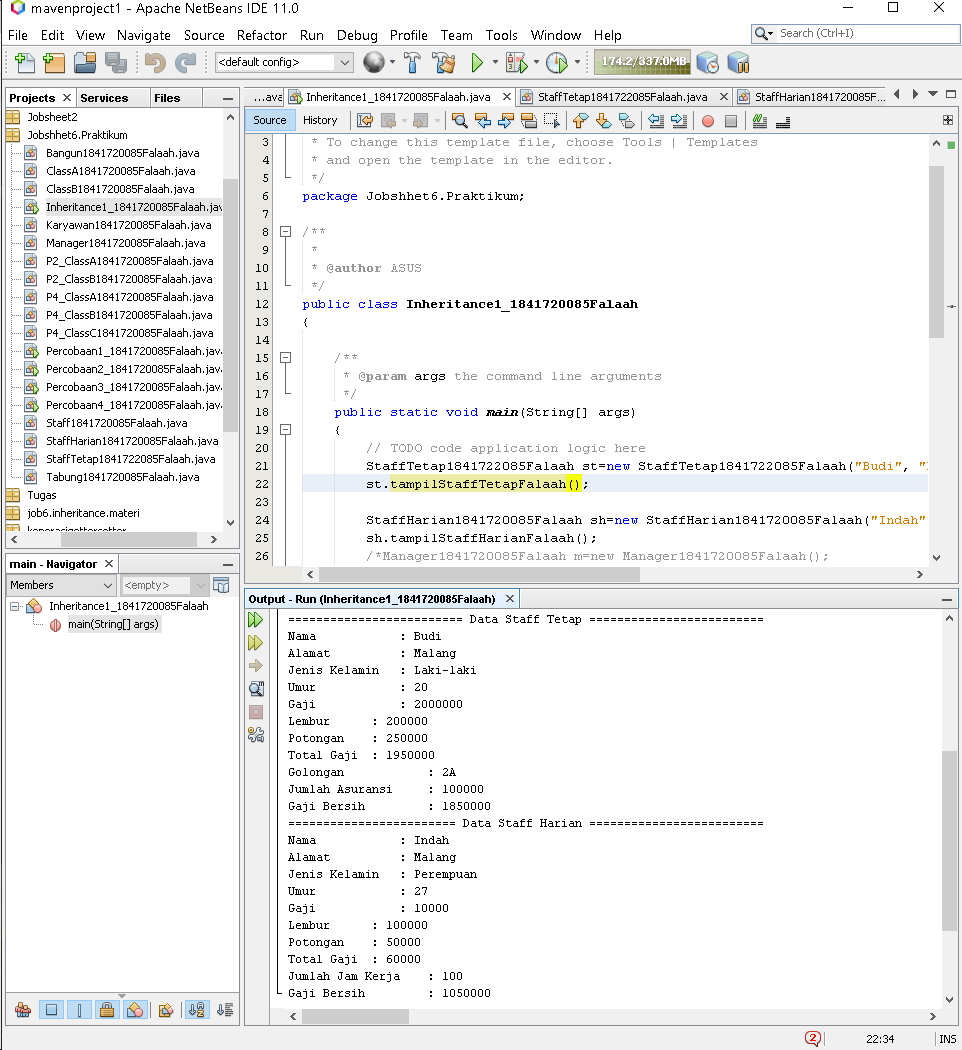 mavenproject1 - Apache NetBeans IDE 11.0
File Edit View Navigate Source Refactor Run Debug Profile Team Tools Window Help
Search (Ctrl+I)
<default config>
174.2/337.0MB
Projects Services Files
Jobsheet2
Jobshhet6.Praktikum
Bangun1841720085Falaah.java
ClassA1841720085Falaah.java
ClassB1841720085Falaah.java
Inheritance1_1841720085Falaah.jav
Karyawan1841720085Falaah.java
Manager1841720085Falaah.java
P2_ClassA1841720085Falaah.java
P2_ClassB1841720085Falaah.java
P4_ClassA1841720085Falaah.java
P4_ClassB1841720085Falaah.java
P4_ClassC1841720085Falaah.java
Percobaan1_1841720085Falaah.java
Percobaan2_1841720085Falaah.java
Percobaan3_1841720085Falaah.java
Percobaan4_1841720085Falaah.java
Staff1841720085Falaah.java
StaffHarian1841720085Falaah.java
StaffTetap1841722085Falaah.java
Tabung1841720085Falaah.java
Tugas
job6.inheritance.materi
main - Navigator
Members <empty>
Inheritance1_1841720085Falaah
main(String[] args)
...ava Inheritance1_1841720085Falaah.java StaffTetap1841722085Falaah.java StaffHarian1841720085F...
Source History
3 * To change this template file, choose Tools | Templates
4 * and open the template in the editor.
5 */
6 package Jobshhet6.Praktikum;
7
8 /**
9 *
10 * @author ASUS
11 */
12 public class Inheritance1_1841720085Falaah
13 {
14
15 /**
16 * @param args the command line arguments
17 */
18 public static void main(String[] args)
19 {
20 // TODO code application logic here
21 StaffTetap1841722085Falaah st=new StaffTetap1841722085Falaah("Budi", "
22 st.tampilStaffTetapFalaah();
23
24 StaffHarian1841720085Falaah sh=new StaffHarian1841720085Falaah("Indah"
25 sh.tampilStaffHarianFalaah();
26 /*Manager1841720085Falaah m=new Manager1841720085Falaah();
Output - Run (Inheritance1_1841720085Falaah)
========================= Data Staff Tetap =========================
Nama : Budi
Alamat : Malang
Jenis Kelamin : Laki-laki
Umur : 20
Gaji : 2000000
Lembur : 200000
Potongan : 250000
Total Gaji : 1950000
Golongan : 2A
Jumlah Asuransi : 100000
Gaji Bersih : 1850000
======================== Data Staff Harian =========================
Nama : Indah
Alamat : Malang
Jenis Kelamin : Perempuan
Umur : 27
Gaji : 10000
Lembur : 100000
Potongan : 50000
Total Gaji : 60000
Jumlah Jam Kerja : 100
Gaji Bersih : 1050000
2 22:34 INS